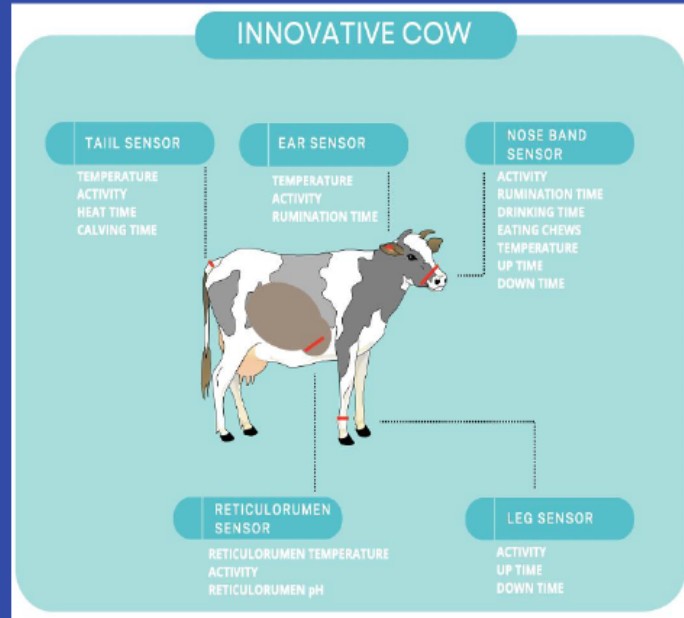 INNOVATIVE COW
TAIIL SENSOR
TEMPERATURE
ACTIVITY
HEAT TIME
CALVING TIME
EAR SENSOR
TEMPERATURE
ACTIVITY
RUMINATION TIME
NOSE BAND
SENSOR
ACTIVITY
RUMINATION TIME
DRINKING TIME
EATING CHEWS
TEMPERATURE
UP TIME
DOWN TIME
RETICULORUMEN
SENSOR
RETICULORUMEN TEMPERATURE
ACTIVITY
RETICULORUMEN pH
LEG SENSOR
ACTIVITY
UP TIME
DOWN TIME